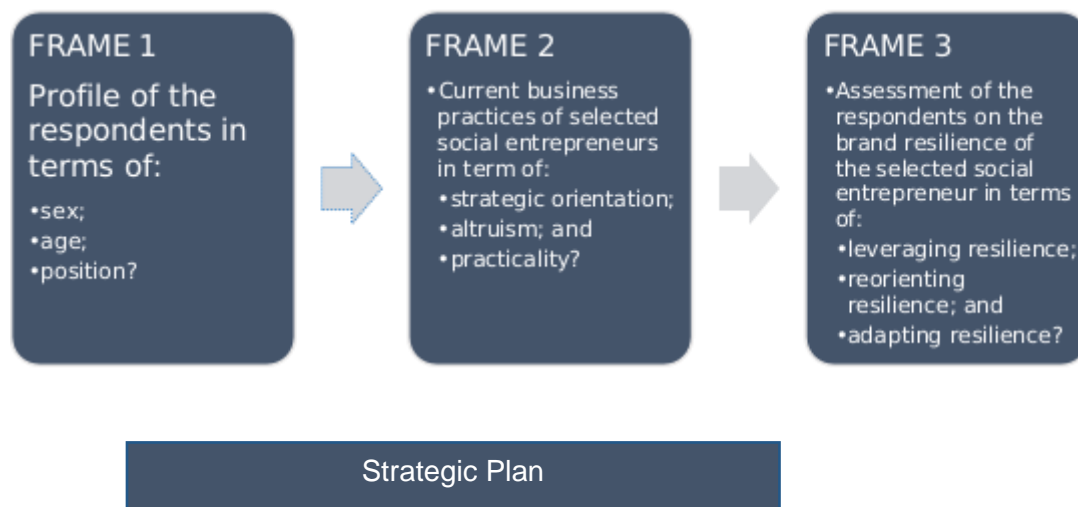 FRAME 1
Profile of the
respondents in
terms of:
•sex;
•age;
•position?
FRAME 2
•Current business
practices of selected
social entrepreneurs
in term of:
•strategic orientation;
•altruism; and
•practicality?
FRAME 3
•Assessment of the
respondents on the
brand resilience of
the selected social
entrepreneur in terms
of:
•leveraging resilience;
•reorienting
resilience; and
•adapting resilience?
Strategic Plan